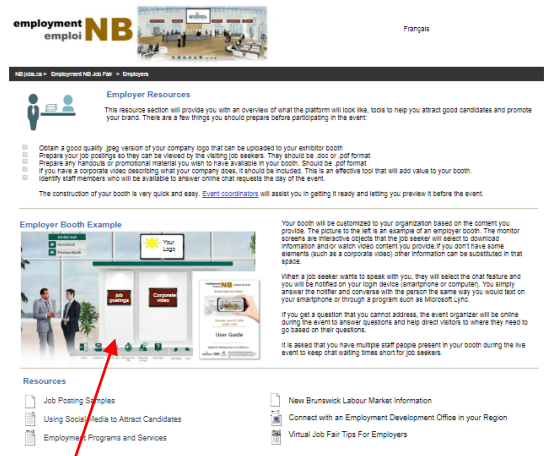 employment
emploi
NB
Français
NBjobs.ca ► Employment NB Job Fair ► Employers
Employer Resources
This resource section will provide you with an overview of what the platform will look like, tools to help you attract good candidates and promote
your brand. There are a few things you should prepare before participating in the event:
Obtain a good quality .jpeg version of your company logo that can be uploaded to your exhibitor booth
Prepare your job postings so they can be viewed by the visiting job seekers. They should be .doc or .pdf format
Prepare any handouts or promotional material you wish to have available in your booth. Should be .pdf format
If you have a corporate video describing what your company does, it should be included. This is an effective tool that will add value to your booth.
Identify staff members who will be available to answer online chat requests the day of the event.
The construction of your booth is very quick and easy. Event coordinators will assist you in getting it ready and letting you preview it before the event.
Employer Booth Example
Your
Logo
job
postings
Corporate
video
User Guide
Your booth will be customized to your organization based on the content you
provide. The picture to the left is an example of an employer booth. The monitor
screens are interactive objects that the job seeker will select to download
information and/or watch video content you provide.If you don't have some
elements (such as a corporate video) other information can be substituted in that
space.
When a job seeker wants to speak with you, they will select the chat feature and
you will be notified on your login device (smartphone or computer). You simply
answer the notifier and converse with the person the same way you would text on
your smartphone or through a program such as Microsoft Lync.
If you get a question that you cannot address, the event organizer will be online
during the event to answer questions and help direct visitors to where they need to
go based on their questions.
It is asked that you have multiple staff people present in your booth during the live
event to keep chat waiting times short for job seekers.
Resources
Job Posting Samples
Using Social Media to Attract Candidates
Employment Programs and Services
New Brunswick Labour Market Information
Connect with an Employment Development Office in your Region
Virtual Job Fair Tips For Employers